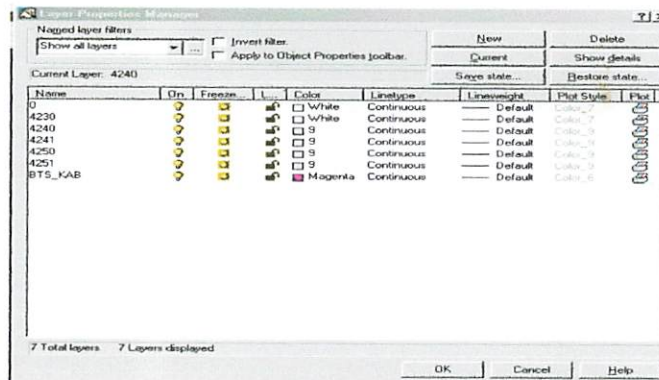 Layer Properties Manager
Named layer filters
Show all layers
...
Invert filter.
Apply to Object Properties toolbar.
New
Delete
Current
Show details
Save state...
Restore state...
Current Layer: 4240
Name On Freeze... L... Color Linetype Lineweight Plot Style Plot
0 White Continuous Default Color_7
4230 White Continuous Default Color_7
4240 9 Continuous Default Color_9
4241 9 Continuous Default Color_9
4250 9 Continuous Default Color_9
4251 9 Continuous Default Color_9
BTS_KAB Magenta Continuous Default Color_6
7 Total layers 7 Layers displayed
OK Cancel Help